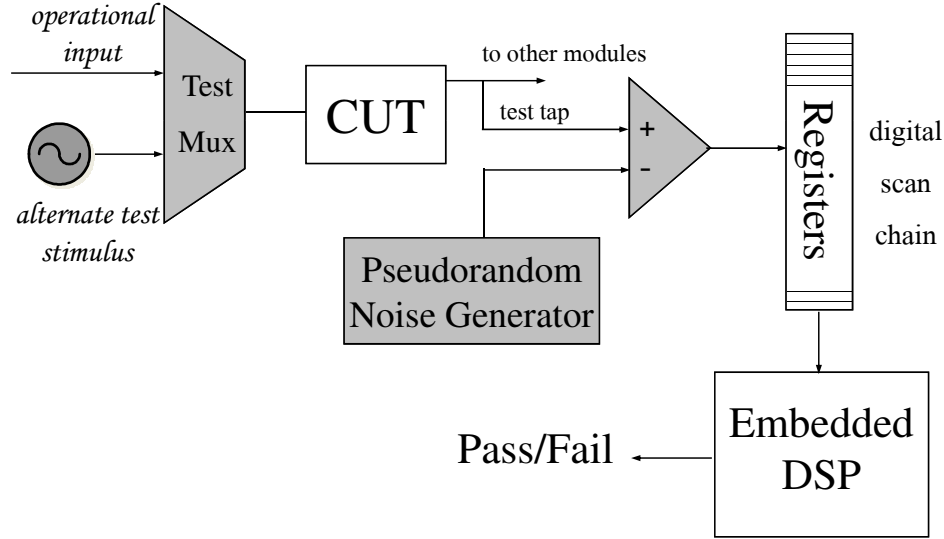 operational
input
Test
Mux
alternate test
stimulus
CUT
to other modules
test tap
+
-
Pseudorandom
Noise Generator
Registers
digital
scan
chain
Embedded
DSP
Pass/Fail